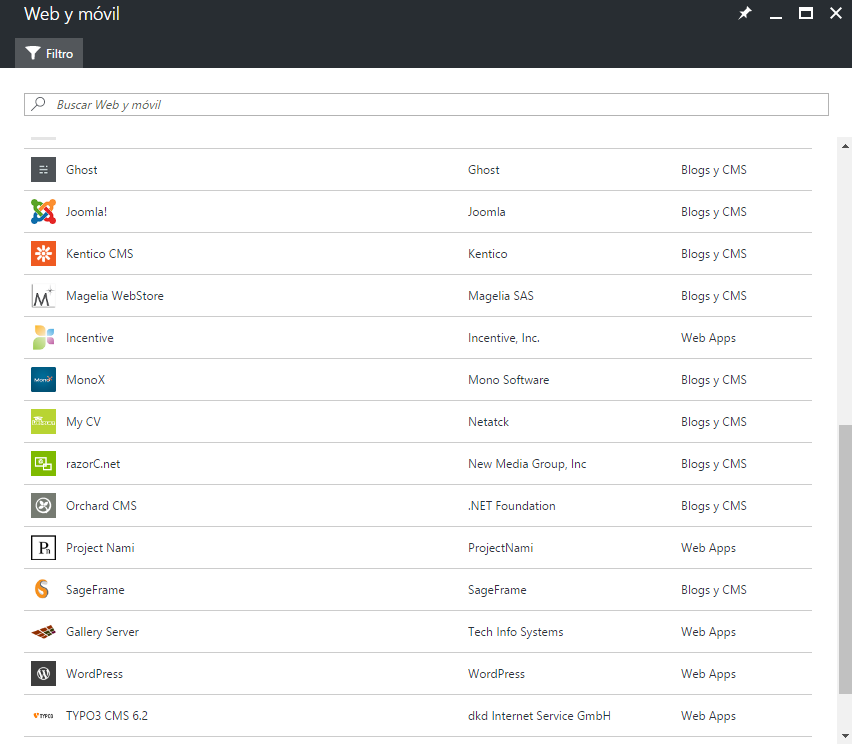 Web y móvil
Filtro
Buscar Web y móvil
Ghost Ghost Blogs y CMS
Joomla! Joomla Blogs y CMS
Kentico CMS Kentico Blogs y CMS
M Magelia WebStore Magelia SAS Blogs y CMS
Incentive Incentive, Inc. Web Apps
MonoX MonoX Mono Software Blogs y CMS
My CV Netatck Blogs y CMS
razorC.net New Media Group, Inc Blogs y CMS
Orchard CMS .NET Foundation Blogs y CMS
Pn Project Nami ProjectNami Web Apps
SageFrame SageFrame Blogs y CMS
Gallery Server Tech Info Systems Web Apps
W WordPress WordPress Web Apps
TYPO3 TYPO3 CMS 6.2 dkd Internet Service GmbH Web Apps